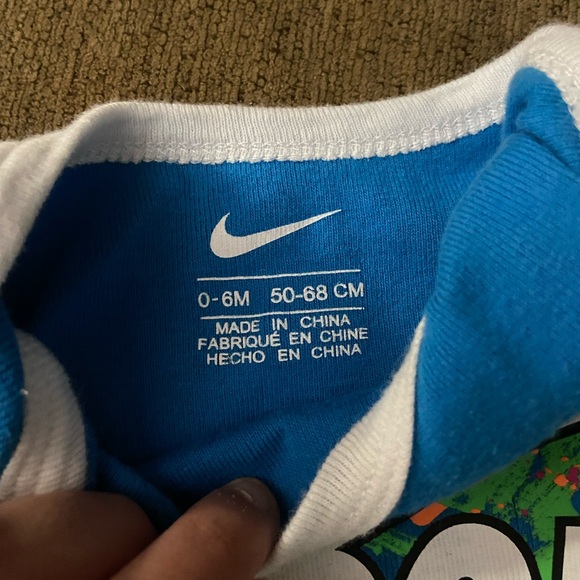 0-6M 50-68 CM
MADE IN CHINA
FABRIQUÉ EN CHINE
HECHO EN CHINA